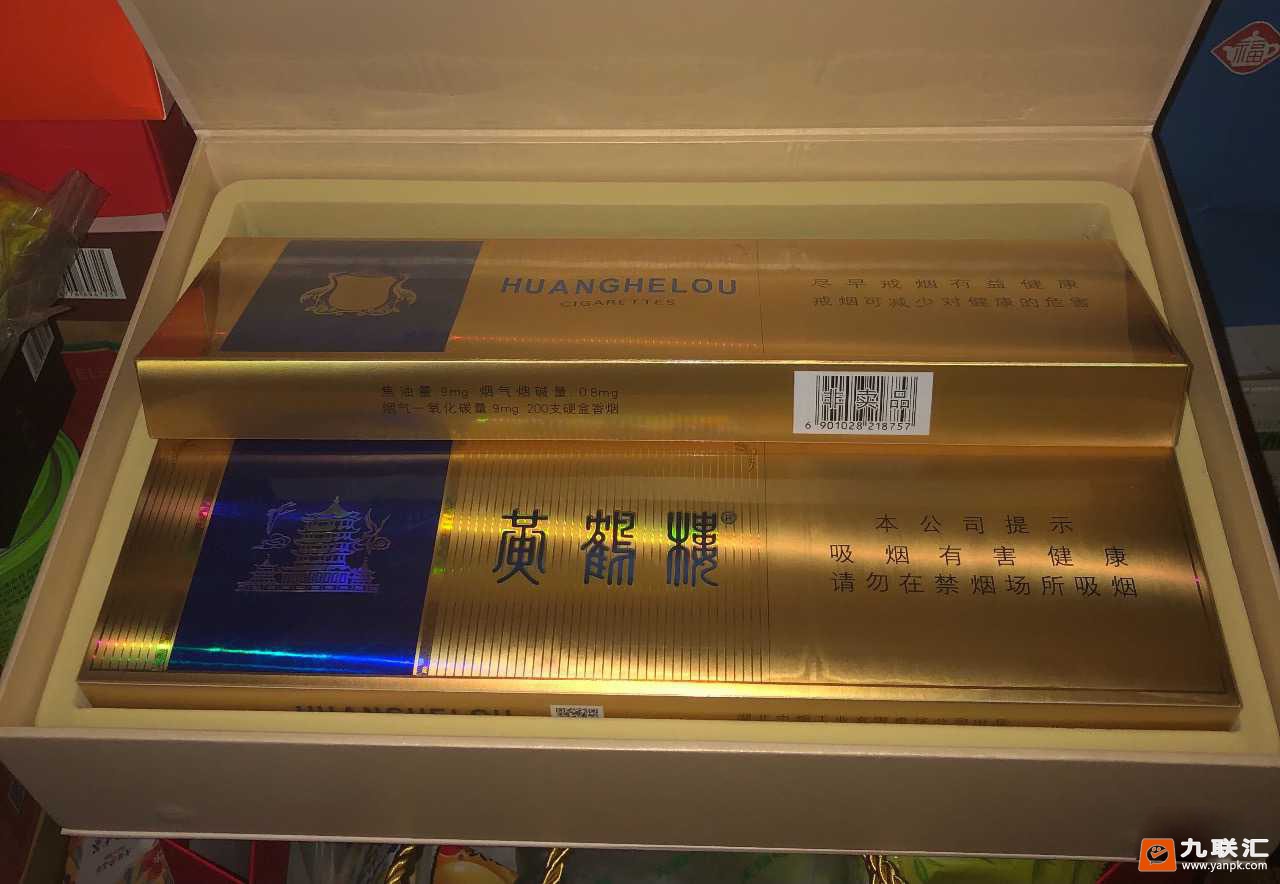 福
HUANGHELOU
CIGARETTES
尽早戒烟有益健康
戒烟可减少对健康的危害
焦油量 9mg 烟气烟碱量 0.8mg
烟气一氧化碳量 9mg 200支硬盒香烟
非卖品
6 901028 218757
黄鹤楼®
本公司提示
吸烟有害健康
请勿在禁烟场所吸烟
HUANGHELOU
九联汇
www.yanpk.com